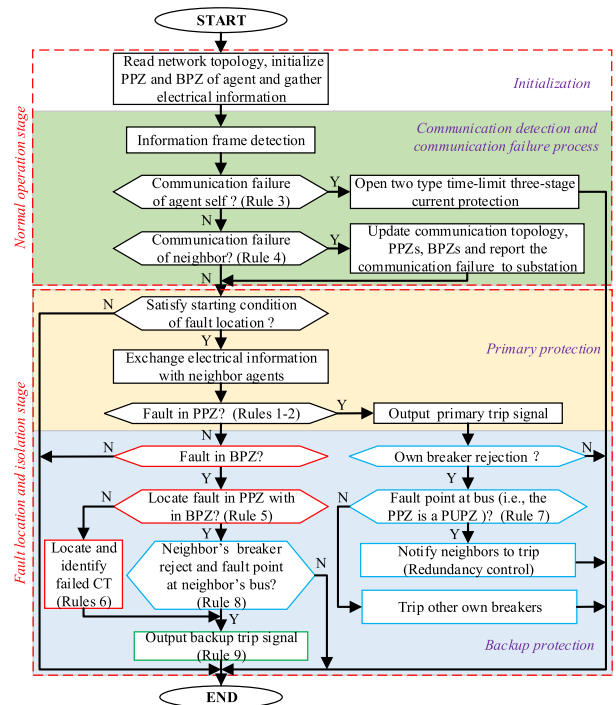 START
Read network topology, initialize
PPZ and BPZ of agent and gather
electrical information
Initialization
Normal operation stage
Communication detection and
communication failure process
Information frame detection
Communication failure
of agent self ? (Rule 3)
Y
Open two type time-limit three-stage
current protection
N
Communication failure
of neighbor? (Rule 4)
Y
Update communication topology,
PPZs, BPZs and report the
communication failure to substation
N
Fault location and isolation stage
N
Satisfy starting condition
of fault location ?
Y
Primary protection
Exchange electrical information
with neighbor agents
Fault in PPZ? (Rules 1-2)
Y
Output primary trip signal
N
N
Fault in BPZ?
Own breaker rejection ?
N
Y
Y
N
Locate fault in PPZ with
in BPZ? (Rule 5)
N
Fault point at bus (i.e., the
PPZ is a PUPZ )? (Rule 7)
Y
Y
Locate and
identify
failed CT
(Rules 6)
Neighbor's breaker
reject and fault point
at neighbor's bus?
(Rule 8)
N
Notify neighbors to trip
(Redundancy control)
Trip other own breakers
Y
Output backup trip signal
(Rule 9)
Backup protection
END